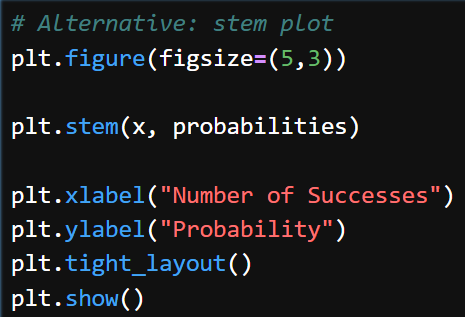 # Alternative: stem plot
plt.figure(figsize=(5,3))
plt.stem(x, probabilities)
plt.xlabel("Number of Successes")
plt.ylabel("Probability")
plt.tight_layout()
plt.show()